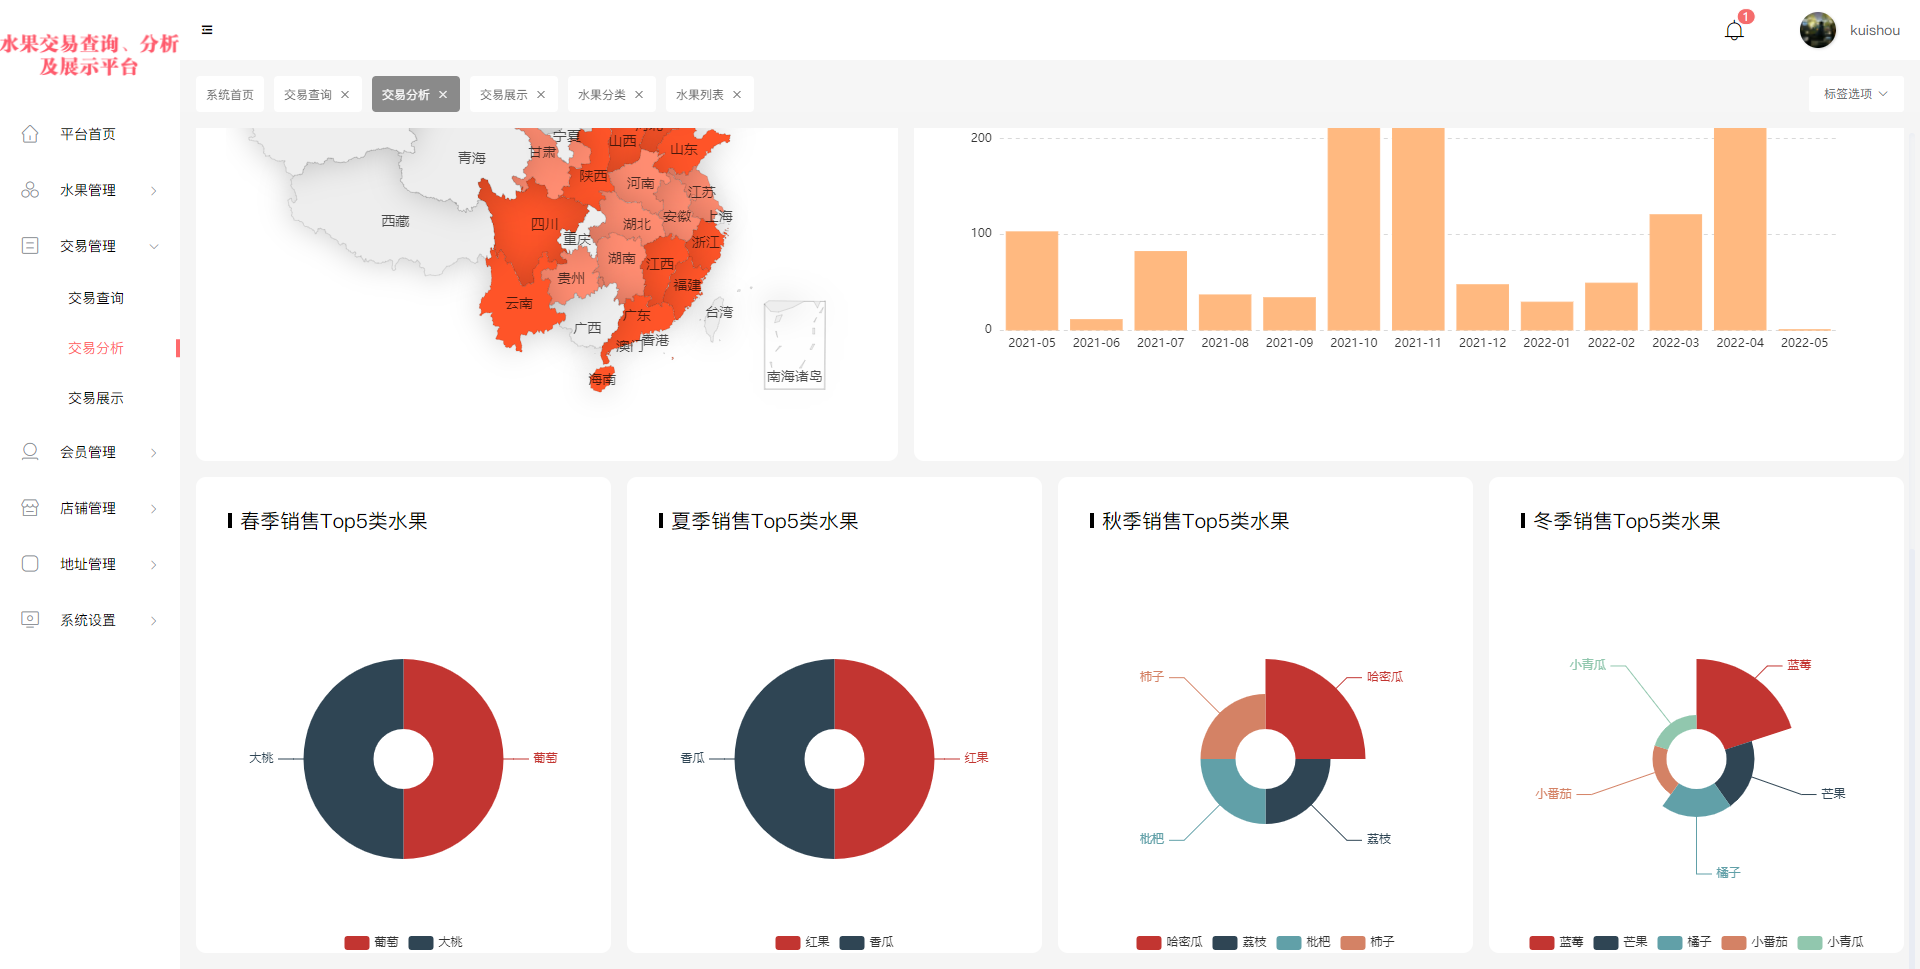 水果交易查询、分析
及展示平台
1
kuishou
系统首页
交易查询
交易分析
交易展示
水果分类
水果列表
标签选项
平台首页
水果管理
交易管理
交易查询
交易分析
交易展示
会员管理
店铺管理
地址管理
系统设置
宁夏
山西
甘肃
山东
青海
陕西
河南
江苏
西藏
四川
湖北
安徽
上海
重庆
浙江
湖南
江西
贵州
福建
云南
广东
台湾
广西
澳门
香港
海南
南海诸岛
200
100
0
2021-05
2021-06
2021-07
2021-08
2021-09
2021-10
2021-11
2021-12
2022-01
2022-02
2022-03
2022-04
2022-05
春季销售Top5类水果
大桃
葡萄
葡萄
大桃
夏季销售Top5类水果
香瓜
红果
红果
香瓜
秋季销售Top5类水果
柿子
哈密瓜
枇杷
荔枝
哈密瓜
荔枝
枇杷
柿子
冬季销售Top5类水果
小青瓜
蓝莓
小番茄
芒果
橘子
蓝莓
芒果
橘子
小番茄
小青瓜